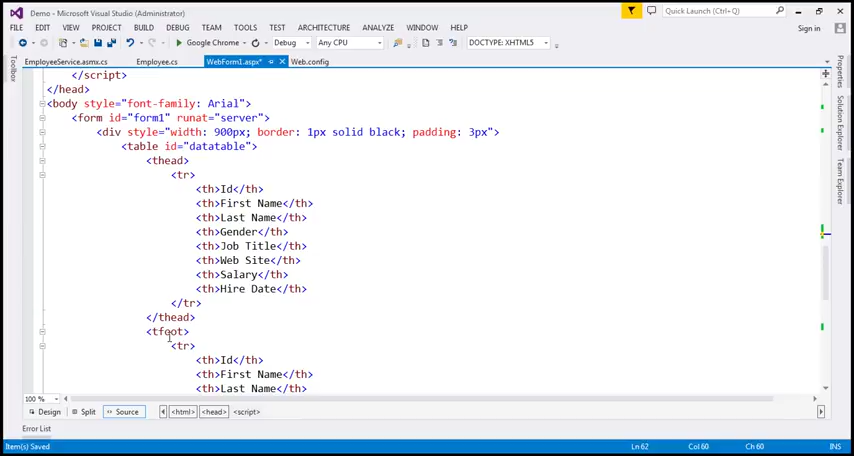 Demo - Microsoft Visual Studio (Administrator)
Quick Launch (Ctrl+Q)
FILE EDIT VIEW PROJECT BUILD DEBUG TEAM TOOLS TEST ARCHITECTURE ANALYZE WINDOW HELP
Sign in
Google Chrome Debug Any CPU DOCTYPE: XHTML5
EmployeeService.asmx.cs Employee.cs WebForm1.aspx* Web.config
Toolbox
Properties
Solution Explorer
Team Explorer
</script>
</head>
<body style="font-family: Arial">
<form id="form1" runat="server">
<div style="width: 900px; border: 1px solid black; padding: 3px">
<table id="datatable">
<thead>
<tr>
<th>Id</th>
<th>First Name</th>
<th>Last Name</th>
<th>Gender</th>
<th>Job Title</th>
<th>Web Site</th>
<th>Salary</th>
<th>Hire Date</th>
</tr>
</thead>
<tfoot>
<tr>
<th>Id</th>
<th>First Name</th>
<th>Last Name</th>
100 %
Design Split Source <html> <head> <script>
Error List
Item(s) Saved Ln 62 Col 60 Ch 60 INS